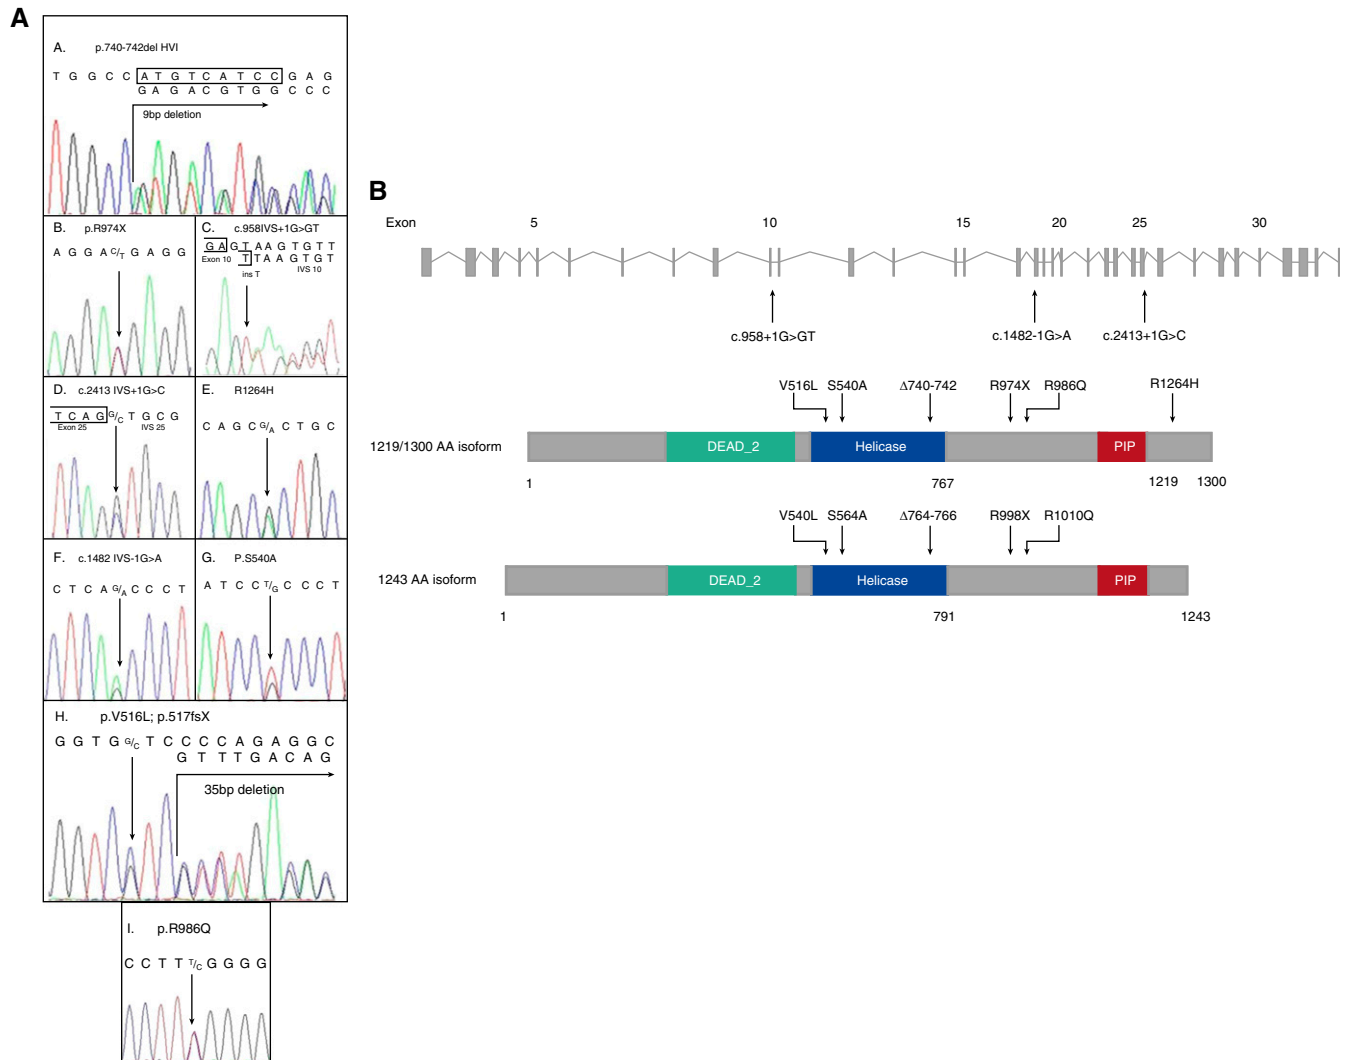 A
A. p.740-742del HVI
T G G C C A T G T C A T C C G A G
G A G A C G T G G C C C
9bp deletion
B. p.R974X
A G G A C/T G A G G
C. c.958IVS+1G>GT
G A G T A A G T G T T
T T A A G T G T
Exon 10 IVS 10
ins T
D. c.2413 IVS+1G>C
T C A G G/C T G C G
Exon 25 IVS 25
E. R1264H
C A G C G/A C T G C
F. c.1482 IVS-1G>A
C T C A G/A C C C T
G. P.S540A
A T C C T/G C C C T
H. p.V516L; p.517fsX
G G T G G/C T C C C C A G A G G C
G T T T G A C A G
35bp deletion
I. p.R986Q
C C T T T/C G G G G
B
Exon 5 10 15 20 25 30
c.958+1G>GT c.1482-1G>A c.2413+1G>C
V516L S540A Δ740-742 R974X R986Q R1264H
1219/1300 AA isoform DEAD_2 Helicase PIP
1 767 1219 1300
V540L S564A Δ764-766 R998X R1010Q
1243 AA isoform DEAD_2 Helicase PIP
1 791 1243